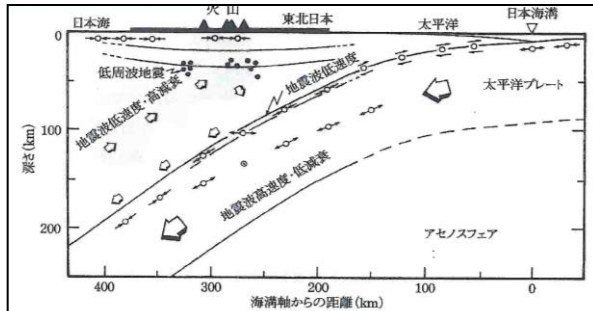 火山
日本海 東北日本 太平洋 日本海溝
低周波地震
地震波低速度・高減衰
地震波低速度
太平洋プレート
地震波高速度・低減衰
アセノスフェア
深さ(km)
0
100
200
400 300 200 100 0
海溝軸からの距離(km)